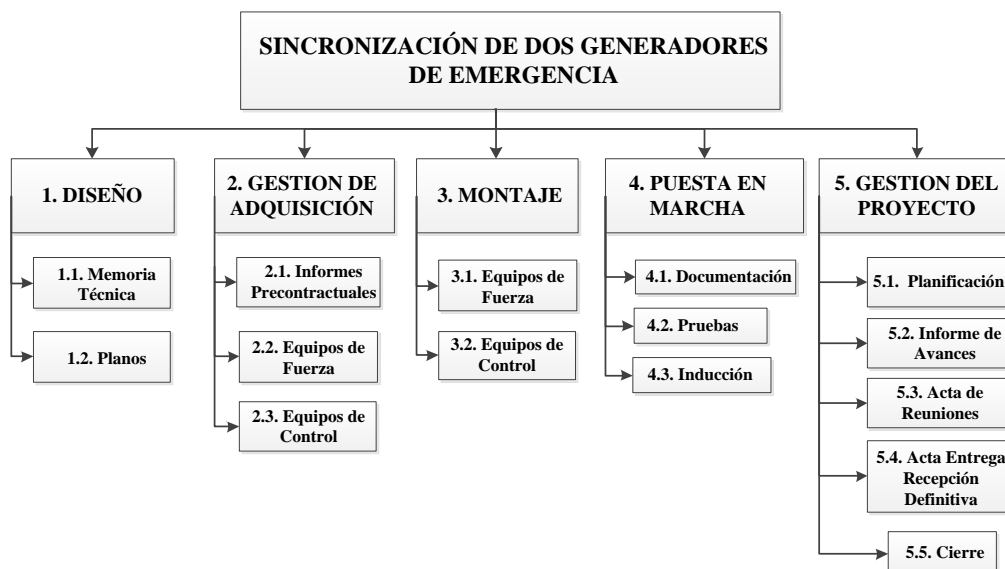 SINCRONIZACIÓN DE DOS GENERADORES
DE EMERGENCIA
1. DISEÑO
1.1. Memoria
Técnica
1.2. Planos
2. GESTION DE
ADQUISICIÓN
2.1. Informes
Precontractuales
2.2. Equipos de
Fuerza
2.3. Equipos de
Control
3. MONTAJE
3.1. Equipos de
Fuerza
3.2. Equipos de
Control
4. PUESTA EN
MARCHA
4.1. Documentación
4.2. Pruebas
4.3. Inducción
5. GESTION DEL
PROYECTO
5.1. Planificación
5.2. Informe de
Avances
5.3. Acta de
Reuniones
5.4. Acta Entrega
Recepción
Definitiva
5.5. Cierre